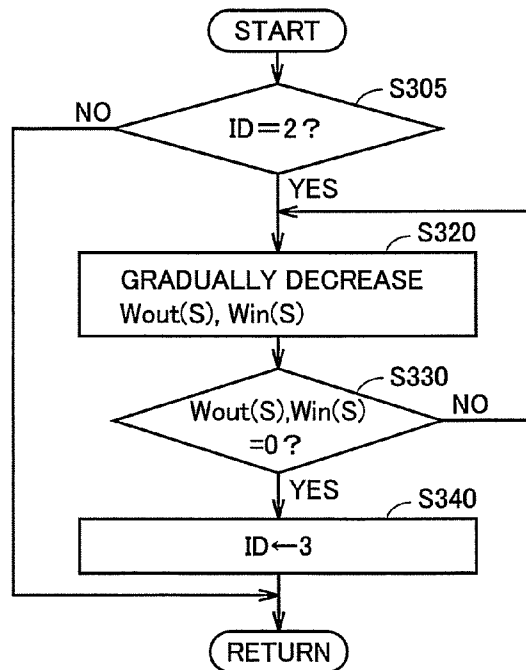 START
S305
NO
ID=2?
YES
S320
GRADUALLY DECREASE
Wout(S), Win(S)
S330
Wout(S),Win(S)
=0?
NO
YES
S340
ID←3
RETURN